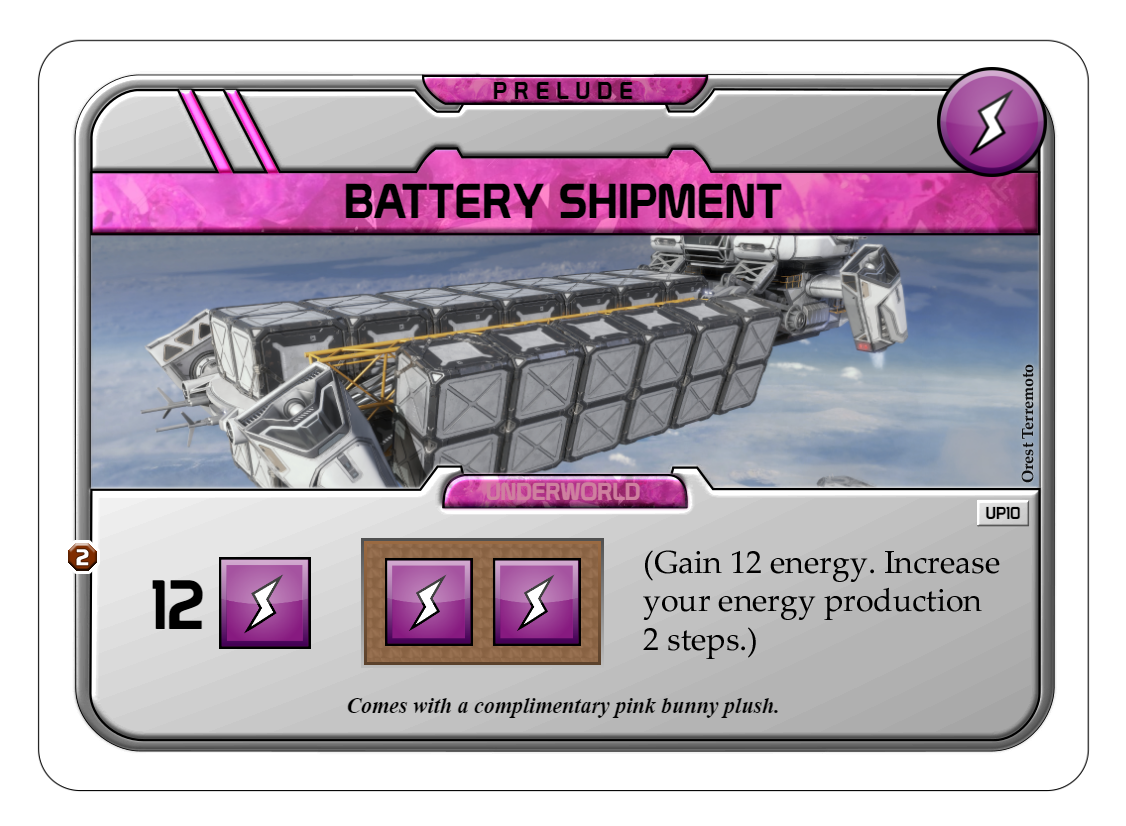 PRELUDE
BATTERY SHIPMENT
Orest Terremoto
UNDERWORLD
UP10
2
12
(Gain 12 energy. Increase
your energy production
2 steps.)
Comes with a complimentary pink bunny plush.